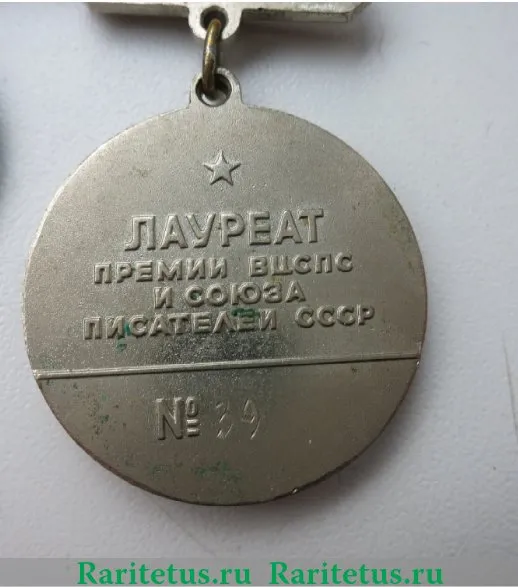 ЛАУРЕАТ
ПРЕМИИ ВЦСПС
И СОЮЗА
ПИСАТЕЛЕЙ СССР
№ 39
Raritetus.ru Raritetus.ru